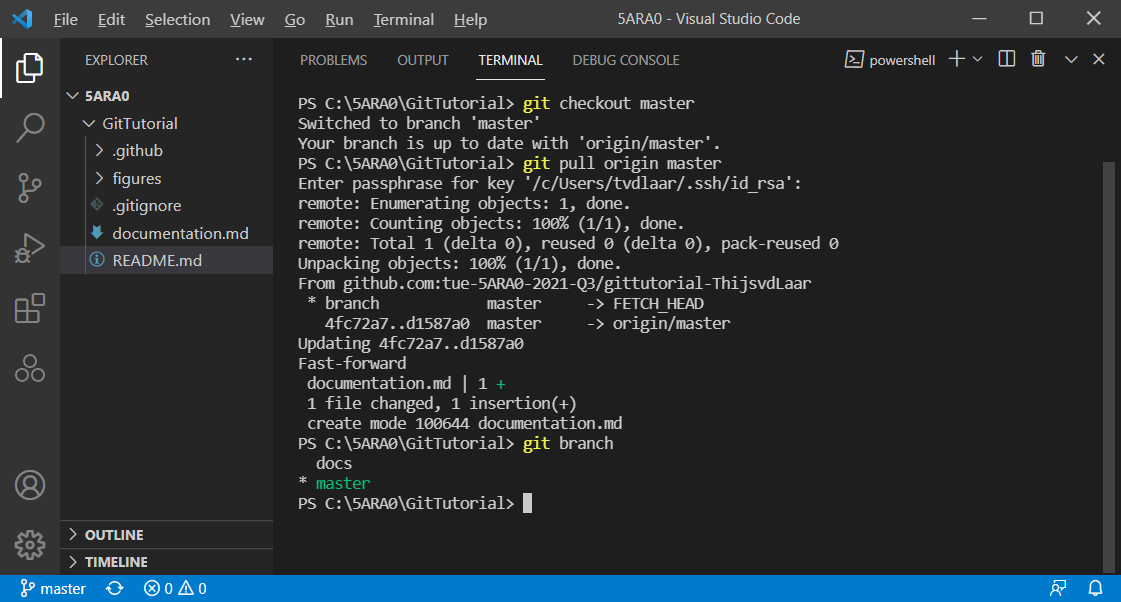 File Edit Selection View Go Run Terminal Help 5ARA0 - Visual Studio Code
EXPLORER ...
5ARA0
GitTutorial
.github
figures
.gitignore
documentation.md
README.md
OUTLINE
TIMELINE
PROBLEMS OUTPUT TERMINAL DEBUG CONSOLE powershell
PS C:\5ARA0\GitTutorial> git checkout master
Switched to branch 'master'
Your branch is up to date with 'origin/master'.
PS C:\5ARA0\GitTutorial> git pull origin master
Enter passphrase for key '/c/Users/tvdlaar/.ssh/id_rsa':
remote: Enumerating objects: 1, done.
remote: Counting objects: 100% (1/1), done.
remote: Total 1 (delta 0), reused 0 (delta 0), pack-reused 0
Unpacking objects: 100% (1/1), done.
From github.com:tue-5ARA0-2021-Q3/gittutorial-ThijsvdLaar
 * branch            master     -> FETCH_HEAD
   4fc72a7..d1587a0  master     -> origin/master
Updating 4fc72a7..d1587a0
Fast-forward
 documentation.md | 1 +
 1 file changed, 1 insertion(+)
 create mode 100644 documentation.md
PS C:\5ARA0\GitTutorial> git branch
  docs
* master
PS C:\5ARA0\GitTutorial>
master 0 0